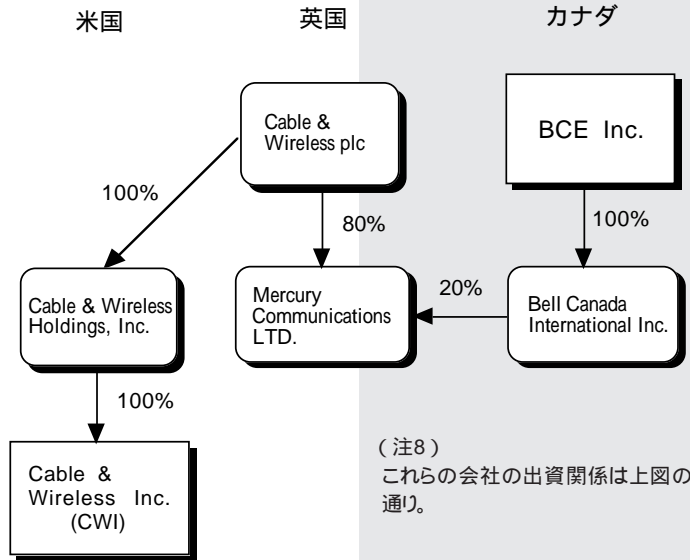 米国
英国
カナダ
Cable &
Wireless plc
BCE Inc.
100%
80%
100%
Cable & Wireless
Holdings, Inc.
Mercury
Communications
LTD.
20%
Bell Canada
International Inc.
100%
Cable &
Wireless Inc.
(CWI)
(注8)
これらの会社の出資関係は上図の
通り。